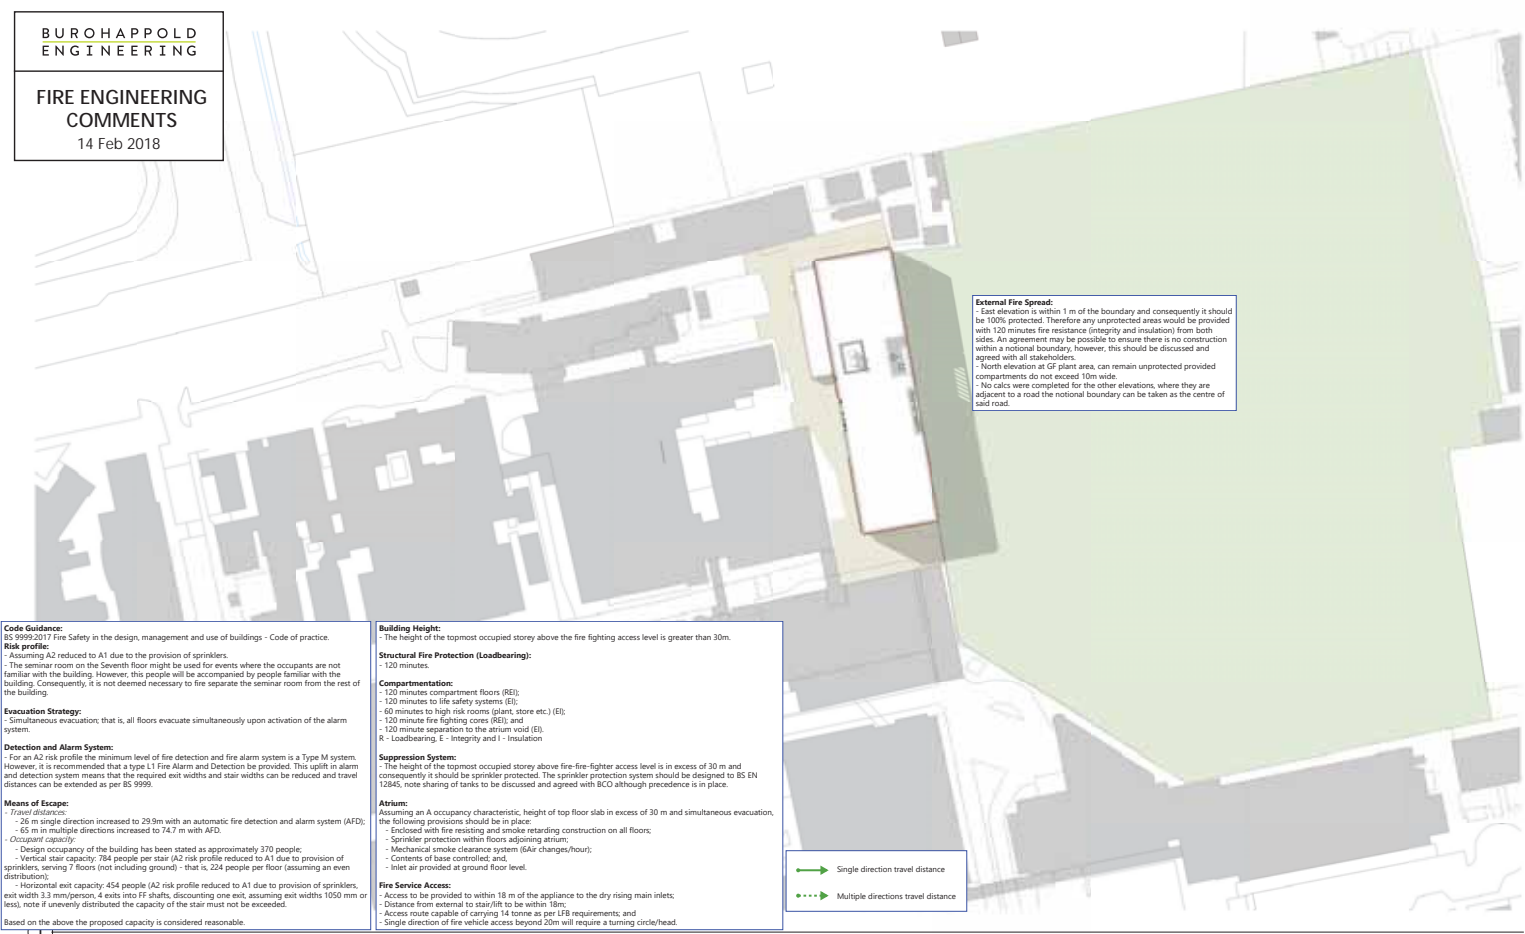 BUROHAPPOLD
ENGINEERING
FIRE ENGINEERING
COMMENTS
14 Feb 2018
External Fire Spread:
- East elevation is within 1 m of the boundary and consequently it should
be 100% protected. Therefore any unprotected areas would be provided
with 120 minutes fire resistance (integrity and insulation) from both
sides. An agreement may be possible to ensure there is no construction
within a notional boundary, however, this should be discussed and
agreed with all stakeholders.
- North elevation at GF plant area, can remain unprotected provided
compartments do not exceed 10m wide.
- No calcs were completed for the other elevations, where they are
adjacent to a road the notional boundary can be taken as the centre of
said road.
Code Guidance:
BS 9999:2017 Fire Safety in the design, management and use of buildings - Code of practice.
Risk profile:
- Assuming A2 reduced to A1 due to the provision of sprinklers.
- The seminar room on the Seventh floor might be used for events where the occupants are not
familiar with the building. However, this people will be accompanied by people familiar with the
building. Consequently, it is not deemed necessary to fire separate the seminar room from the rest of
the building.
Evacuation Strategy:
- Simultaneous evacuation; that is, all floors evacuate simultaneously upon activation of the alarm
system.
Detection and Alarm System:
- For an A2 risk profile the minimum level of fire detection and fire alarm system is a Type M system.
However, it is recommended that a type L1 Fire Alarm and Detection be provided. This uplift in alarm
and detection system means that the required exit widths and stair widths can be reduced and travel
distances can be extended as per BS 9999.
Means of Escape:
- Travel distances:
- 26 m single direction increased to 29.9m with an automatic fire detection and alarm system (AFD);
- 65 m in multiple directions increased to 74.7 m with AFD.
- Occupant capacity:
- Design occupancy of the building has been stated as approximately 370 people;
- Vertical stair capacity: 784 people per stair (A2 risk profile reduced to A1 due to provision of
sprinklers, serving 7 floors (not including ground) - that is, 224 people per floor (assuming an even
distribution);
- Horizontal exit capacity: 454 people (A2 risk profile reduced to A1 due to provision of sprinklers,
exit width 3.3 mm/person, 4 exits into FF shafts, discounting one exit, assuming exit widths 1050 mm or
less), note if unevenly distributed the capacity of the stair must not be exceeded.
Based on the above the proposed capacity is considered reasonable.
Building Height:
- The height of the topmost occupied storey above the fire fighting access level is greater than 30m.
Structural Fire Protection (Loadbearing):
- 120 minutes.
Compartmentation:
- 120 minutes compartment floors (REI);
- 120 minutes to life safety systems (EI);
- 60 minutes to high risk rooms (plant, store etc.) (EI);
- 120 minute fire fighting cores (REI); and
- 120 minute separation to the atrium void (EI).
R - Loadbearing, E - Integrity and I - Insulation
Suppression System:
- The height of the topmost occupied storey above fire-fire-fighter access level is in excess of 30 m and
consequently it should be sprinkler protected. The sprinkler protection system should be designed to BS EN
12845, note sharing of tanks to be discussed and agreed with BCO although precedence is in place.
Atrium:
Assuming an A occupancy characteristic, height of top floor slab in excess of 30 m and simultaneous evacuation,
the following provisions should be in place:
- Enclosed with fire resisting and smoke retarding construction on all floors;
- Sprinkler protection within floors adjoining atrium;
- Mechanical smoke clearance system (6Air changes/hour);
- Contents of base controlled; and,
- Inlet air provided at ground floor level.
Fire Service Access:
- Access to be provided to within 18 m of the appliance to the dry rising main inlets;
- Distance from external to stair/lift to be within 18m;
- Access route capable of carrying 14 tonne as per LFB requirements; and
- Single direction of fire vehicle access beyond 20m will require a turning circle/head.
Single direction travel distance
Multiple directions travel distance